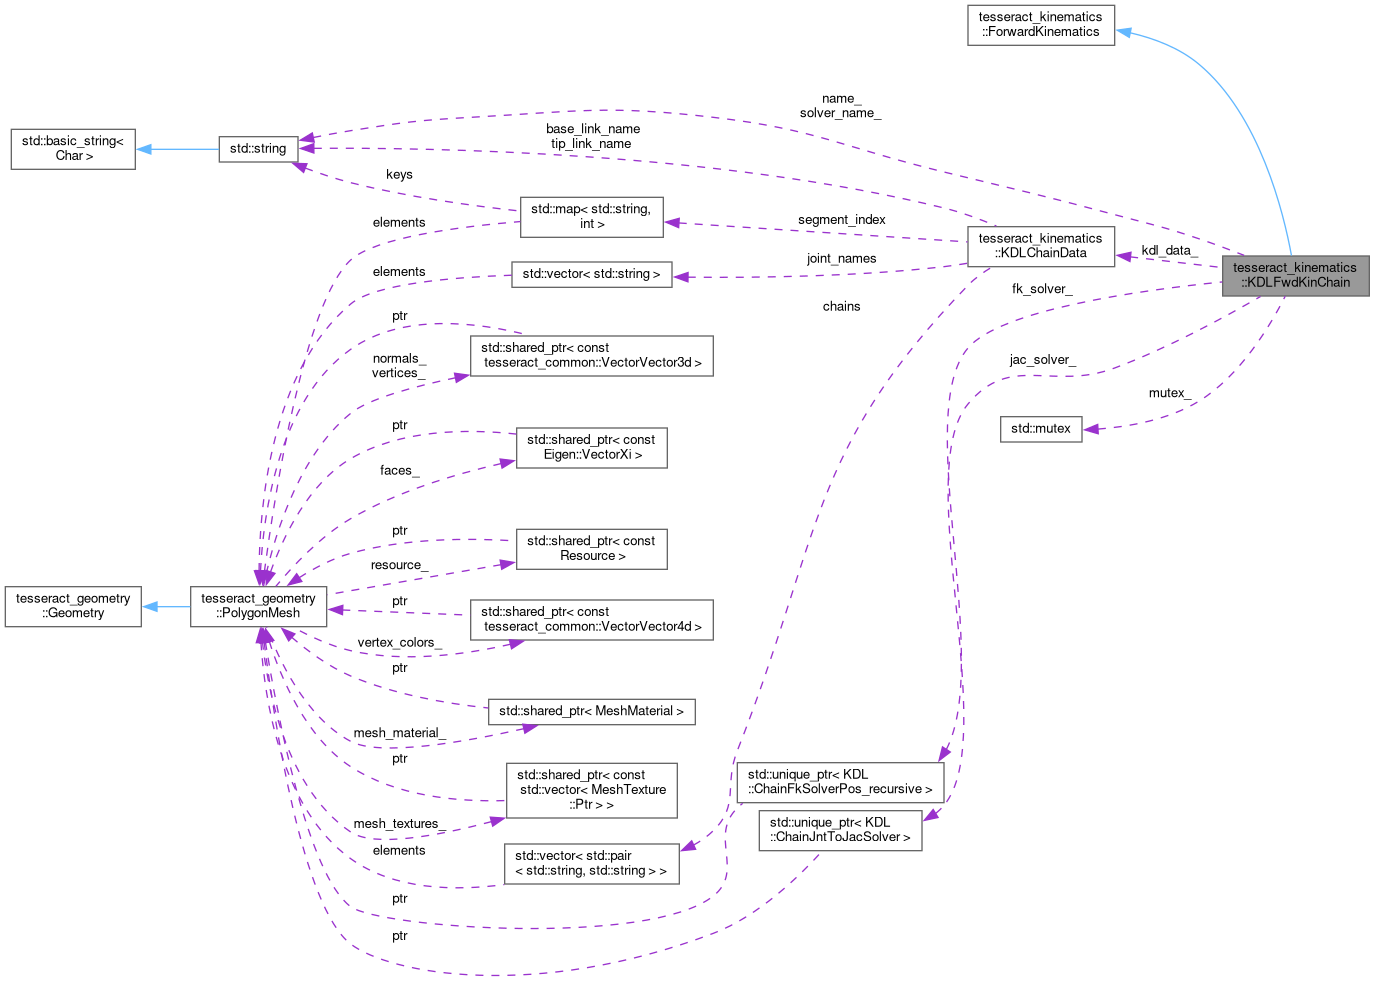 tesseract_kinematics
::ForwardKinematics
name_
solver_name_
std::basic_string<
Char >
std::string
base_link_name
tip_link_name
keys
std::map< std::string,
int >
elements
segment_index
tesseract_kinematics
::KDLChainData
kdl_data_
tesseract_kinematics
::KDLFwdKinChain
std::vector< std::string >
elements
joint_names
chains
fk_solver_
ptr
std::shared_ptr< const
tesseract_common::VectorVector3d >
normals_
vertices_
jac_solver_
mutex_
std::mutex
ptr
std::shared_ptr< const
Eigen::VectorXi >
faces_
ptr
std::shared_ptr< const
Resource >
resource_
tesseract_geometry
::Geometry
tesseract_geometry
::PolygonMesh
ptr
std::shared_ptr< const
tesseract_common::VectorVector4d >
vertex_colors_
ptr
std::shared_ptr< MeshMaterial >
mesh_material_
ptr
std::shared_ptr< const
std::vector< MeshTexture
::Ptr > >
mesh_textures_
std::unique_ptr< KDL
::ChainFkSolverPos_recursive >
std::unique_ptr< KDL
::ChainJntToJacSolver >
elements
std::vector< std::pair
< std::string, std::string > >
ptr
ptr